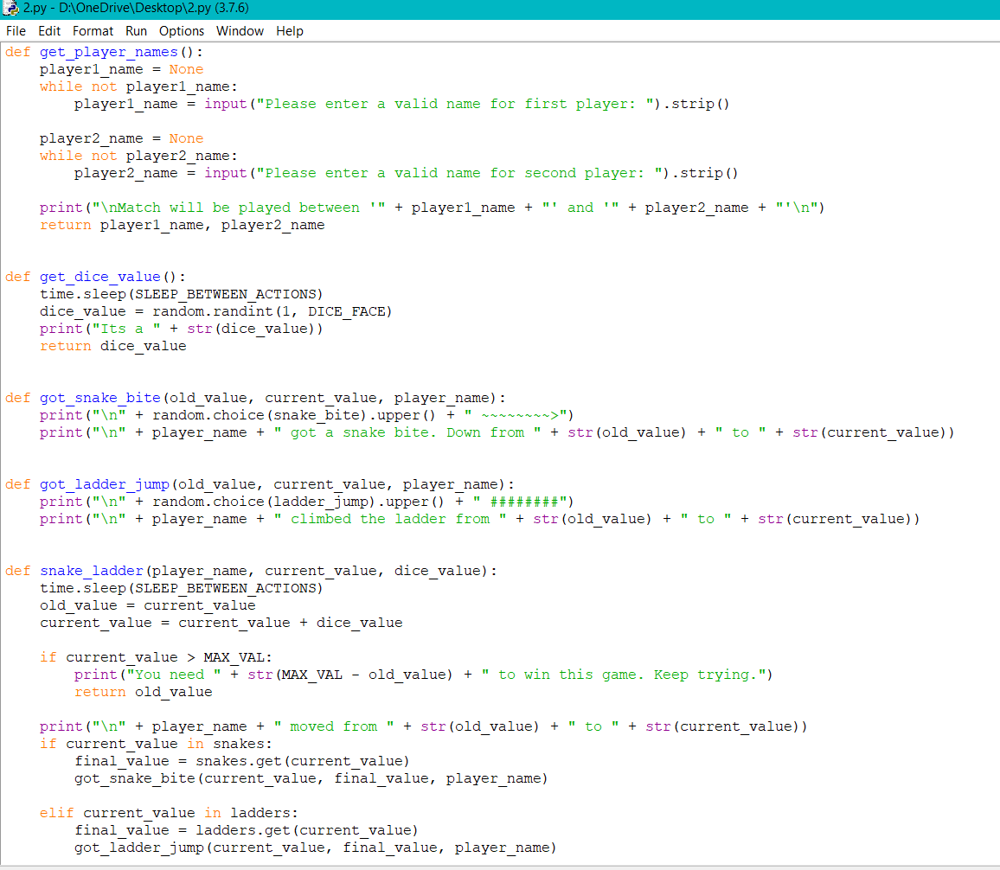 2.py - D:\OneDrive\Desktop\2.py (3.7.6)
File Edit Format Run Options Window Help
def get_player_names():
    player1_name = None
    while not player1_name:
        player1_name = input("Please enter a valid name for first player: ").strip()

    player2_name = None
    while not player2_name:
        player2_name = input("Please enter a valid name for second player: ").strip()

    print("\nMatch will be played between '" + player1_name + "' and '" + player2_name + "'\n")
    return player1_name, player2_name


def get_dice_value():
    time.sleep(SLEEP_BETWEEN_ACTIONS)
    dice_value = random.randint(1, DICE_FACE)
    print("Its a " + str(dice_value))
    return dice_value


def got_snake_bite(old_value, current_value, player_name):
    print("\n" + random.choice(snake_bite).upper() + " ~~~~~~~~>")
    print("\n" + player_name + " got a snake bite. Down from " + str(old_value) + " to " + str(current_value))


def got_ladder_jump(old_value, current_value, player_name):
    print("\n" + random.choice(ladder_jump).upper() + " ########")
    print("\n" + player_name + " climbed the ladder from " + str(old_value) + " to " + str(current_value))


def snake_ladder(player_name, current_value, dice_value):
    time.sleep(SLEEP_BETWEEN_ACTIONS)
    old_value = current_value
    current_value = current_value + dice_value

    if current_value > MAX_VAL:
        print("You need " + str(MAX_VAL - old_value) + " to win this game. Keep trying.")
        return old_value

    print("\n" + player_name + " moved from " + str(old_value) + " to " + str(current_value))
    if current_value in snakes:
        final_value = snakes.get(current_value)
        got_snake_bite(current_value, final_value, player_name)

    elif current_value in ladders:
        final_value = ladders.get(current_value)
        got_ladder_jump(current_value, final_value, player_name)